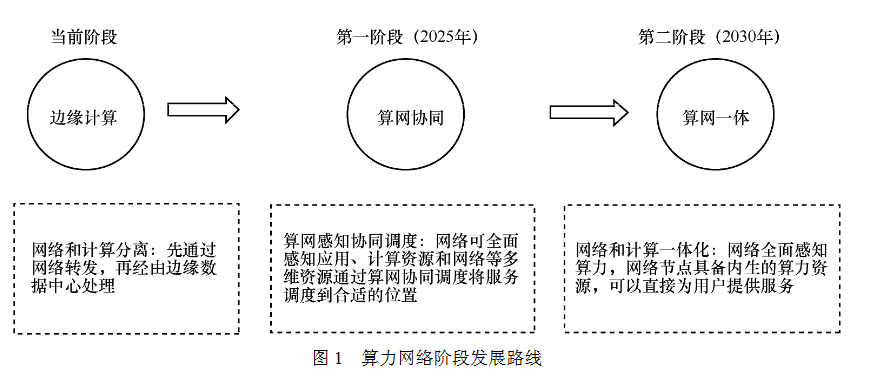 当前阶段
第一阶段（2025年）
第二阶段（2030年）
边缘计算
算网协同
算网一体
网络和计算分离：先通过
网络转发，再经由边缘数
据中心处理
算网感知协同调度：网络可全面
感知应用、计算资源和网络等多
维资源通过算网协同调度将服务
调度到合适的位置
网络和计算一体化：网络全面感知
算力，网络节点具备内生的算力资
源，可以直接为用户提供服务
图 1 算力网络阶段发展路线